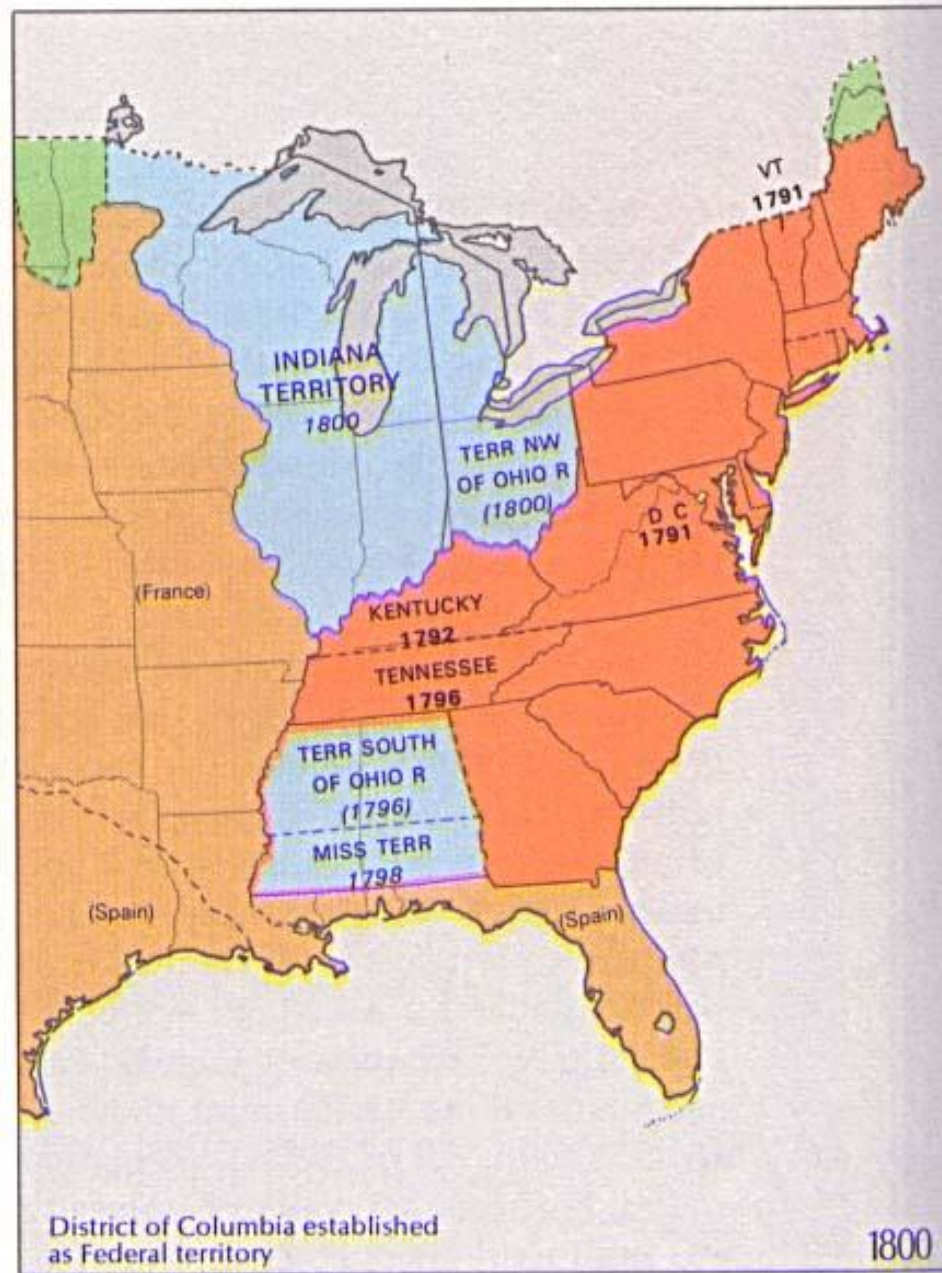 VT
1791
INDIANA
TERRITORY
1800
TERR NW
OF OHIO R
(1800)
D C
1791
(France)
KENTUCKY
1792
TENNESSEE
1796
TERR SOUTH
OF OHIO R
(1796)
MISS TERR
1798
(Spain)
(Spain)
District of Columbia established
as Federal territory
1800